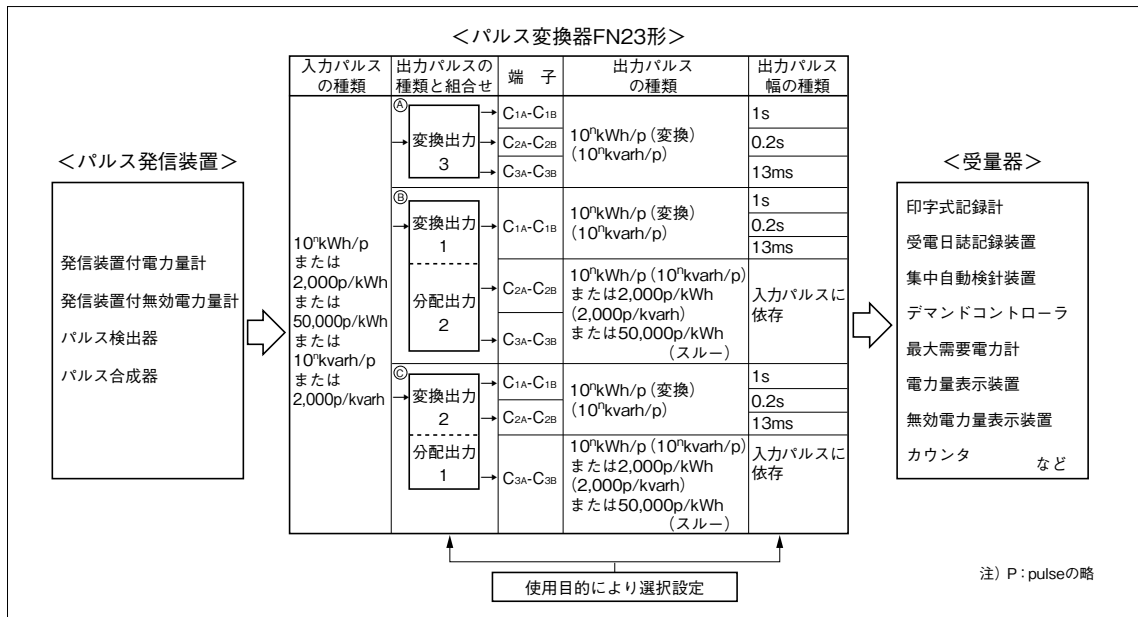 ＜パルス変換器FN23形＞
入力パルス
の種類
出力パルスの
種類と組合せ
端　子
出力パルス
の種類
出力パルス
幅の種類
＜パルス発信装置＞
発信装置付電力量計
発信装置付無効電力量計
パルス検出器
パルス合成器
10ⁿkWh/p
または
2,000p/kWh
または
50,000p/kWh
または
10ⁿkvarh/p
または
2,000p/kvarh
Ⓐ
変換出力
3
C1A-C1B
C2A-C2B
C3A-C3B
10ⁿkWh/p（変換）
(10ⁿkvarh/p)
1s
0.2s
13ms
Ⓑ
変換出力
1
分配出力
2
C1A-C1B
10ⁿkWh/p（変換）
(10ⁿkvarh/p)
1s
0.2s
13ms
C2A-C2B
C3A-C3B
10ⁿkWh/p (10ⁿkvarh/p)
または2,000p/kWh
(2,000p/kvarh)
または50,000p/kWh
（スルー）
入力パルスに
依存
Ⓒ
変換出力
2
分配出力
1
C1A-C1B
C2A-C2B
10ⁿkWh/p（変換）
(10ⁿkvarh/p)
1s
0.2s
13ms
C3A-C3B
10ⁿkWh/p (10ⁿkvarh/p)
または2,000p/kWh
(2,000p/kvarh)
または50,000p/kWh
（スルー）
入力パルスに
依存
＜受量器＞
印字式記録計
受電日誌記録装置
集中自動検針装置
デマンドコントローラ
最大需要電力計
電力量表示装置
無効電力量表示装置
カウンタ　など
使用目的により選択設定
注）P：pulseの略